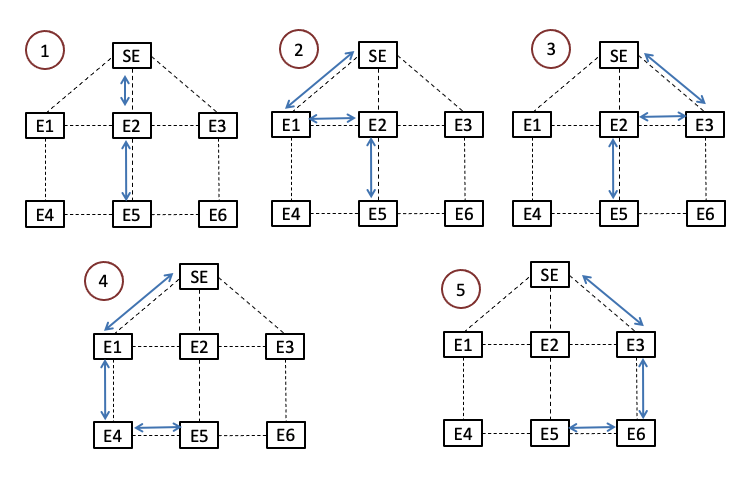 1
SE
E1 E2 E3
E4 E5 E6
2
SE
E1 E2 E3
E4 E5 E6
3
SE
E1 E2 E3
E4 E5 E6
4
SE
E1 E2 E3
E4 E5 E6
5
SE
E1 E2 E3
E4 E5 E6